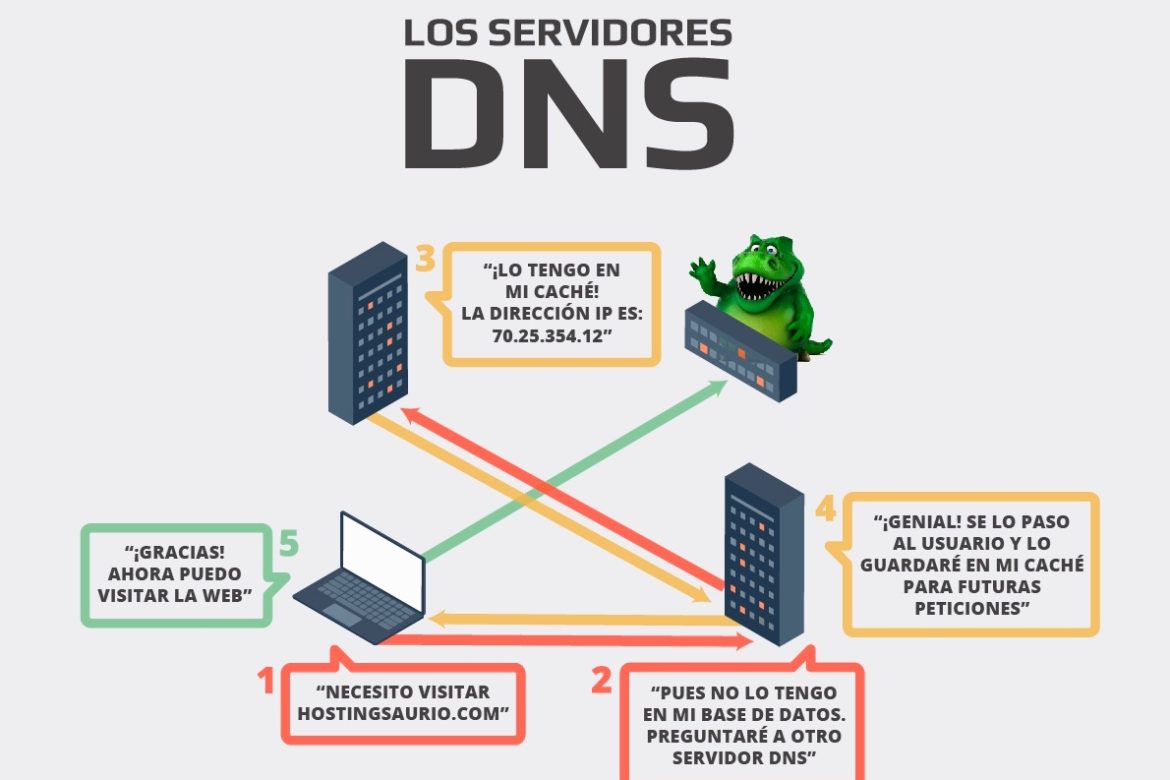 LOS SERVIDORES
DNS
3
“¡LO TENGO EN
MI CACHÉ!
LA DIRECCIÓN IP ES:
70.25.354.12”
4
“¡GENIAL! SE LO PASO
AL USUARIO Y LO
GUARDARÉ EN MI CACHÉ
PARA FUTURAS
PETICIONES”
5
“¡GRACIAS!
AHORA PUEDO
VISITAR LA WEB”
1
“NECESITO VISITAR
HOSTINGSAURIO.COM”
2
“PUES NO LO TENGO
EN MI BASE DE DATOS.
PREGUNTARÉ A OTRO
SERVIDOR DNS”